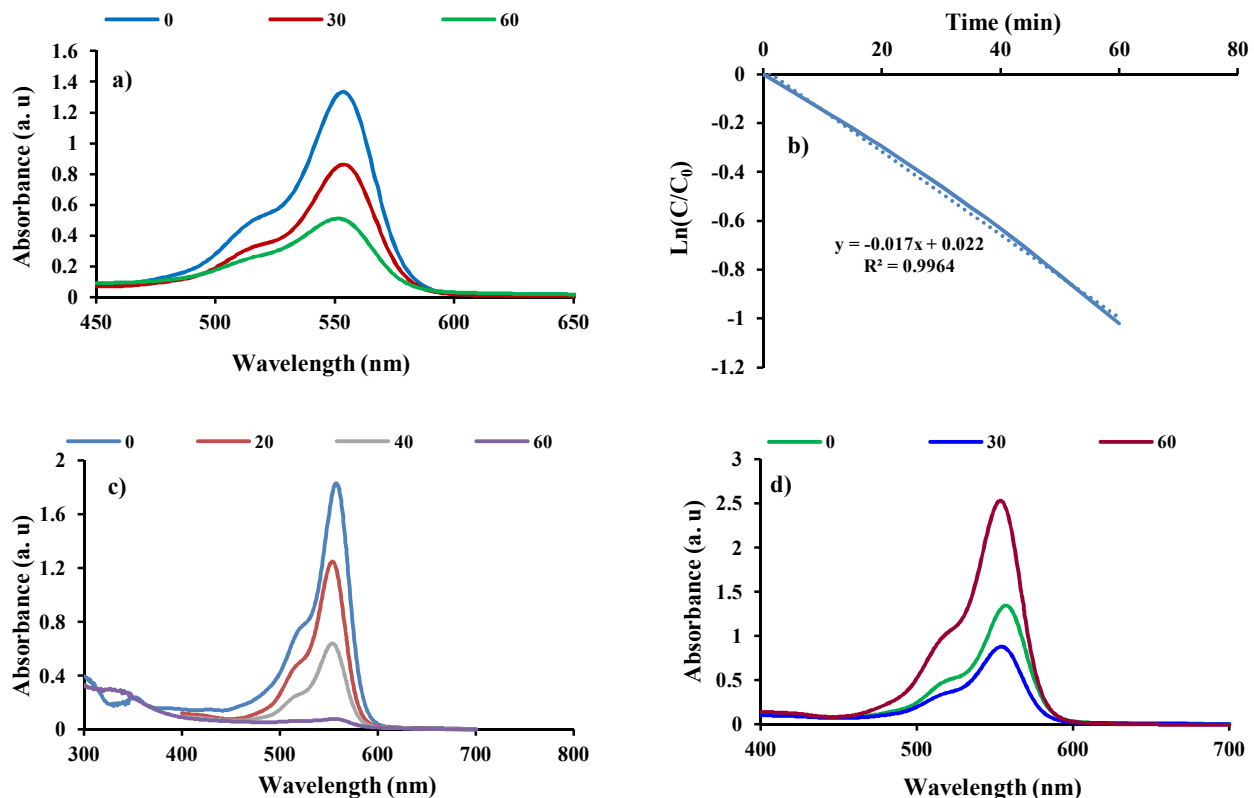 0 30 60
1.6
1.4
1.2
1
0.8
0.6
0.4
0.2
0
a)
Absorbance (a. u)
450 500 550 600 650
Wavelength (nm)
Time (min)
0 20 40 60 80
0
-0.2
-0.4
-0.6
-0.8
-1
-1.2
Ln(C/C0)
b)
y = -0.017x + 0.022
R² = 0.9964
0 20 40 60
2
1.6
1.2
0.8
0.4
0
c)
Absorbance (a. u)
300 400 500 600 700 800
Wavelength (nm)
0 30 60
3
2.5
2
1.5
1
0.5
0
d)
Absorbance (a. u)
400 500 600 700
Wavelength (nm)